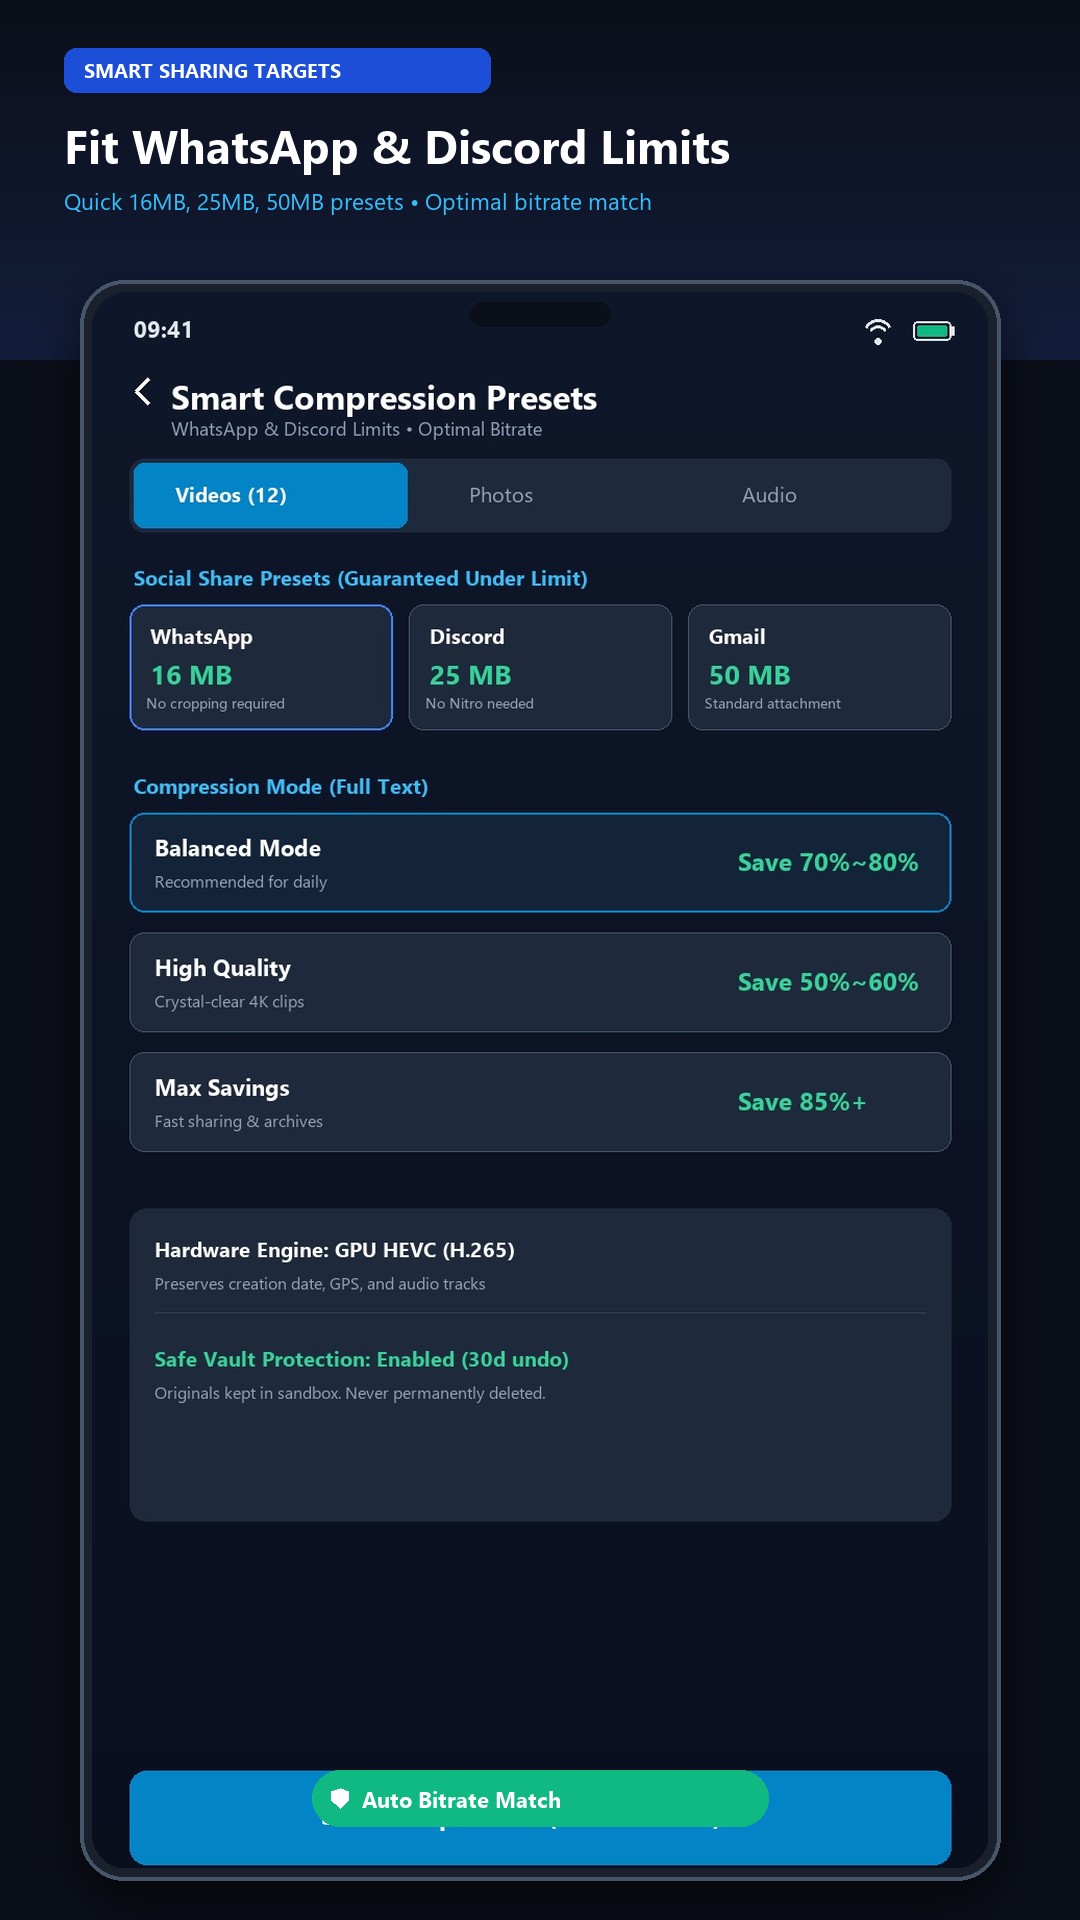 SMART SHARING TARGETS
Fit WhatsApp & Discord Limits
Quick 16MB, 25MB, 50MB presets • Optimal bitrate match
09:41
Smart Compression Presets
WhatsApp & Discord Limits • Optimal Bitrate
Videos (12)
Photos
Audio
Social Share Presets (Guaranteed Under Limit)
WhatsApp
16 MB
No cropping required
Discord
25 MB
No Nitro needed
Gmail
50 MB
Standard attachment
Compression Mode (Full Text)
Balanced Mode
Recommended for daily
Save 70%~80%
High Quality
Crystal-clear 4K clips
Save 50%~60%
Max Savings
Fast sharing & archives
Save 85%+
Hardware Engine: GPU HEVC (H.265)
Preserves creation date, GPS, and audio tracks
Safe Vault Protection: Enabled (30d undo)
Originals kept in sandbox. Never permanently deleted.
Auto Bitrate Match